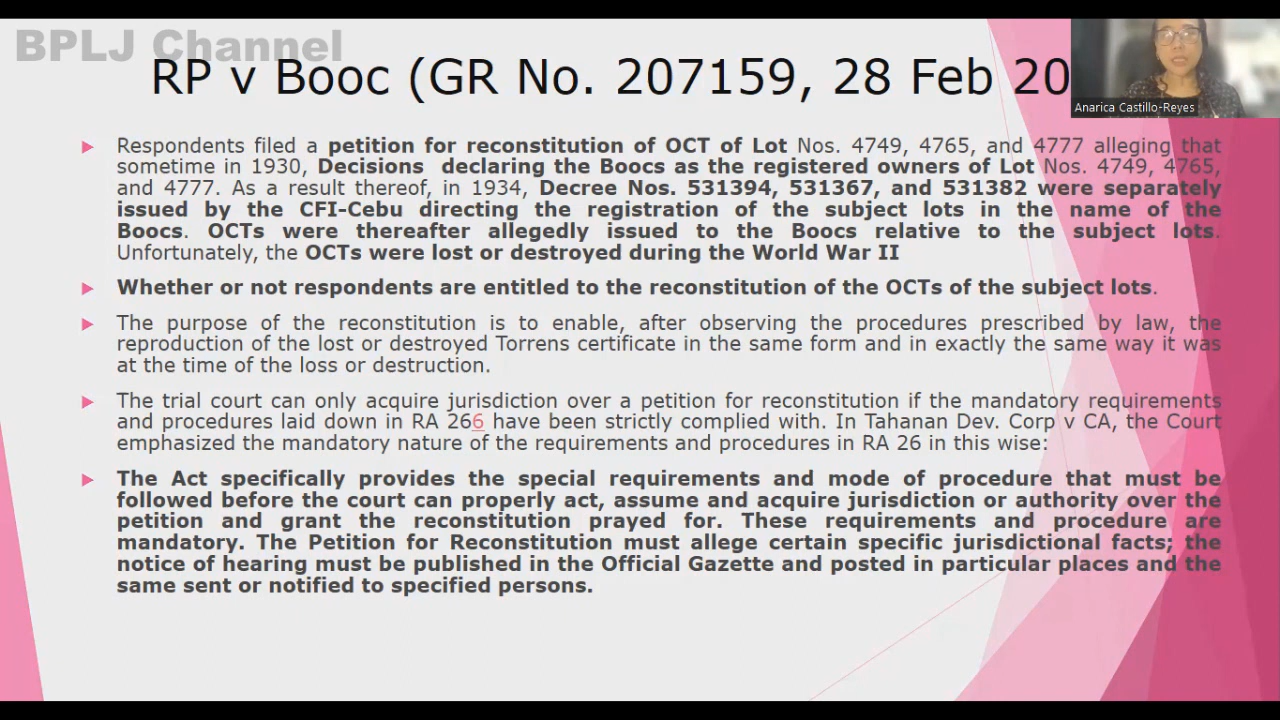 BPLJ Channel
RP v Booc (GR No. 207159, 28 Feb 20
Anarica Castillo-Reyes
Respondents filed a petition for reconstitution of OCT of Lot Nos. 4749, 4765, and 4777 alleging that
sometime in 1930, Decisions declaring the Boocs as the registered owners of Lot Nos. 4749, 4765,
and 4777. As a result thereof, in 1934, Decree Nos. 531394, 531367, and 531382 were separately
issued by the CFI-Cebu directing the registration of the subject lots in the name of the
Boocs. OCTs were thereafter allegedly issued to the Boocs relative to the subject lots.
Unfortunately, the OCTs were lost or destroyed during the World War II
Whether or not respondents are entitled to the reconstitution of the OCTs of the subject lots.
The purpose of the reconstitution is to enable, after observing the procedures prescribed by law, the
reproduction of the lost or destroyed Torrens certificate in the same form and in exactly the same way it was
at the time of the loss or destruction.
The trial court can only acquire jurisdiction over a petition for reconstitution if the mandatory requirements
and procedures laid down in RA 266 have been strictly complied with. In Tahanan Dev. Corp v CA, the Court
emphasized the mandatory nature of the requirements and procedures in RA 26 in this wise:
The Act specifically provides the special requirements and mode of procedure that must be
followed before the court can properly act, assume and acquire jurisdiction or authority over the
petition and grant the reconstitution prayed for. These requirements and procedure are
mandatory. The Petition for Reconstitution must allege certain specific jurisdictional facts; the
notice of hearing must be published in the Official Gazette and posted in particular places and the
same sent or notified to specified persons.